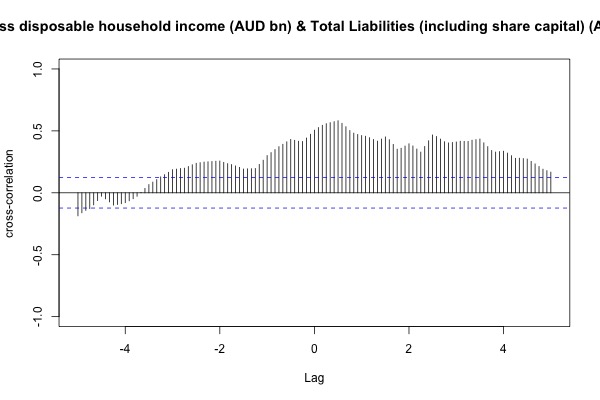 ss disposable household income (AUD bn) & Total Liabilities (including share capital) (A
1.0
0.5
0.0
-0.5
-1.0
cross-correlation
-4 -2 0 2 4
Lag